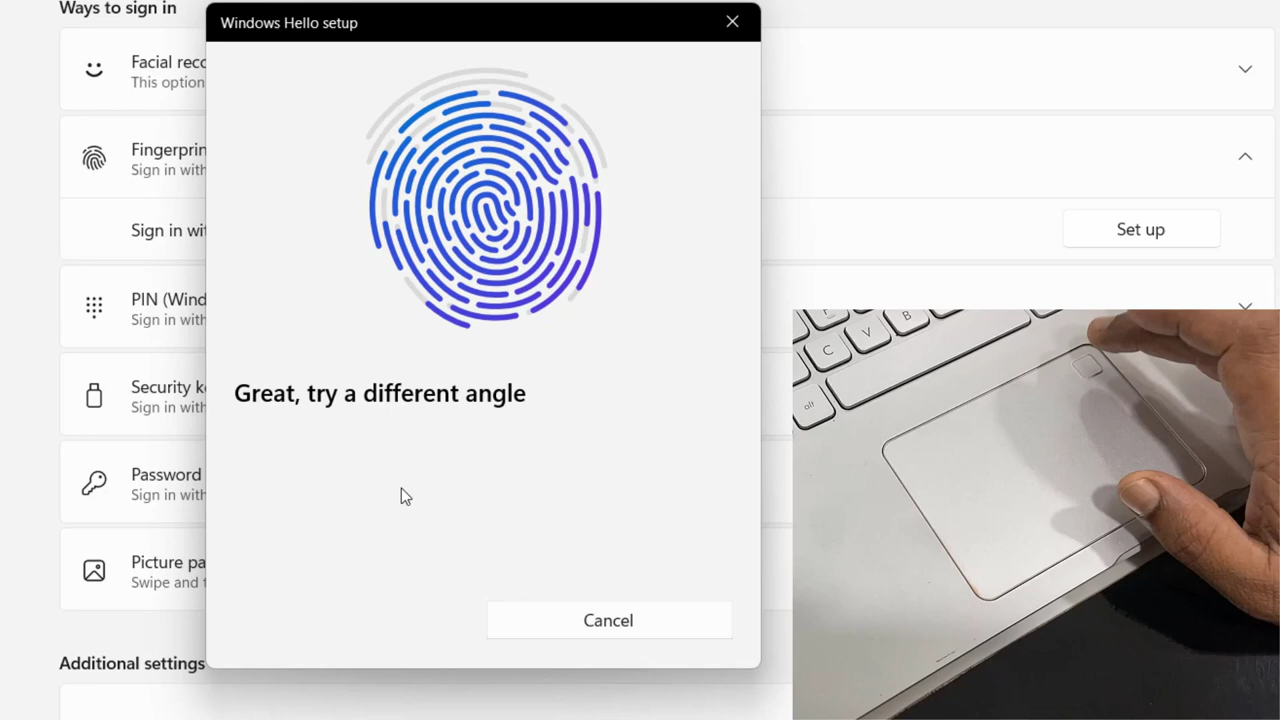 Ways to sign in
Windows Hello setup
Facial reco
This option
Fingerprin
Sign in with
Sign in wit
Set up
PIN (Wind
Sign in with
Security k
Sign in with
Password
Sign in with
Picture pa
Swipe and t
Additional settings
Great, try a different angle
Cancel
C
V
B
alt